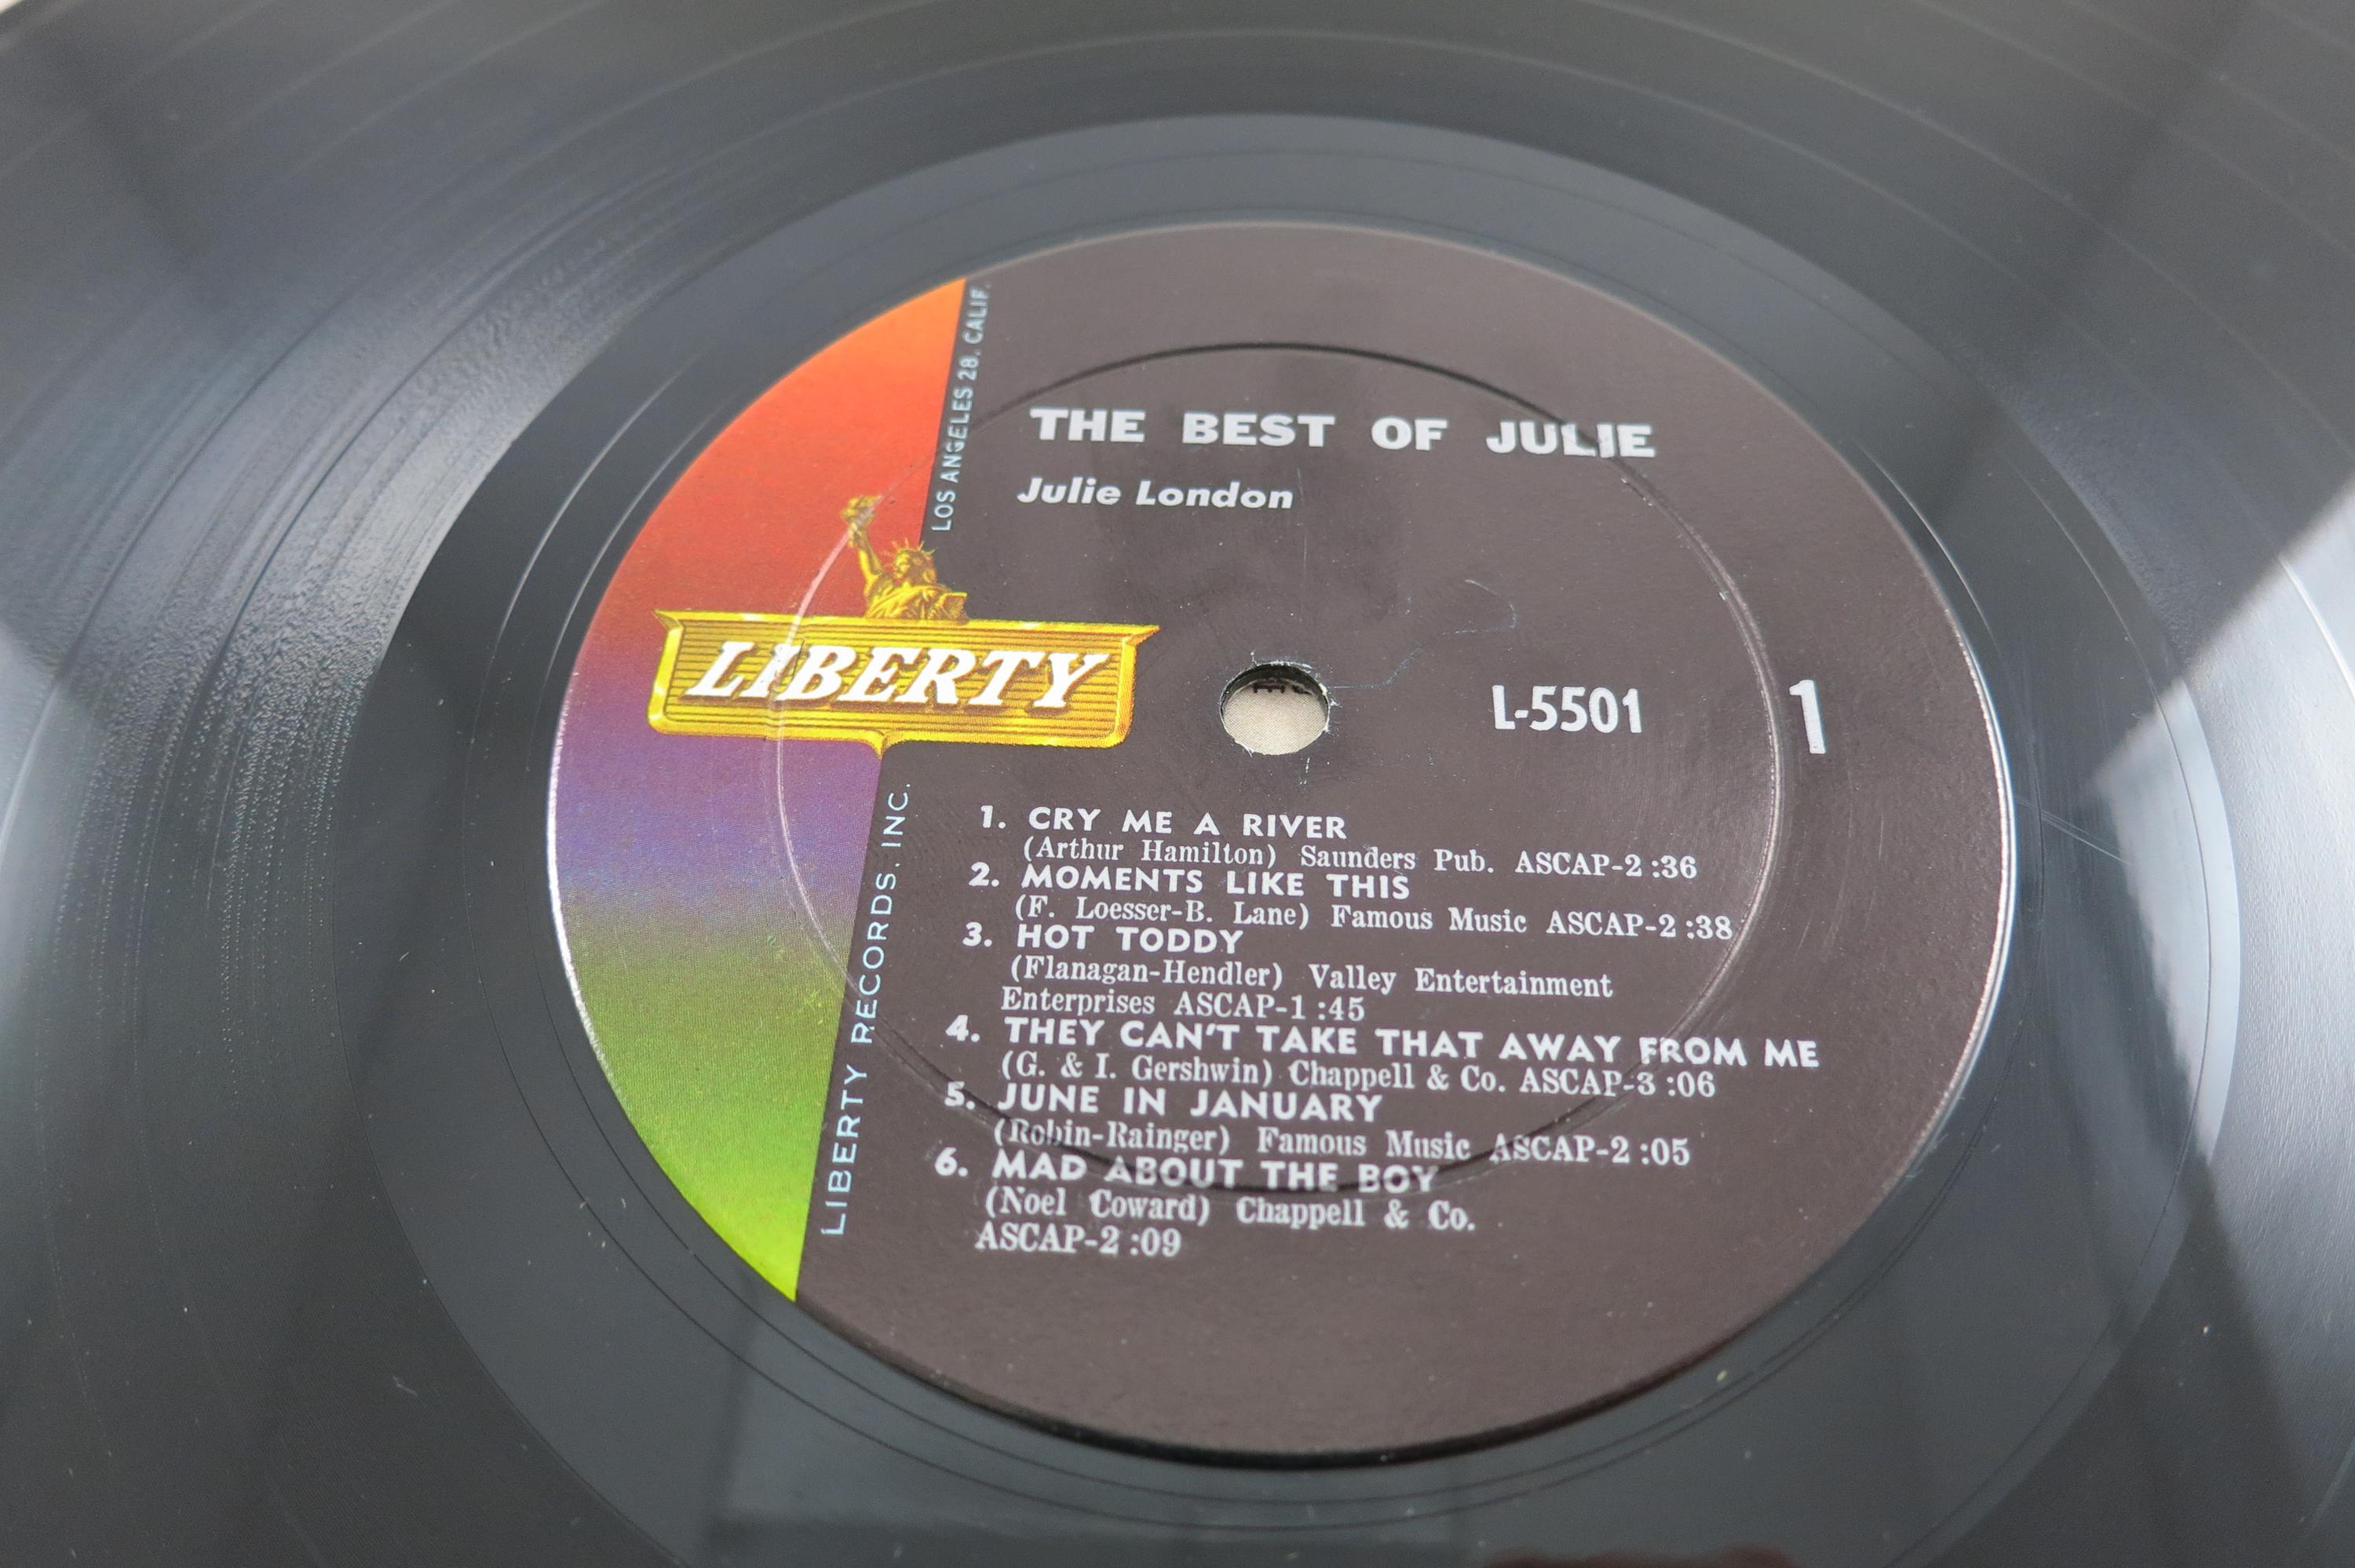 LOS ANGELES 28, CALIF.
THE BEST OF JULIE
Julie London
LIBERTY
L-5501
1
LIBERTY RECORDS, INC.
1. CRY ME A RIVER
(Arthur Hamilton) Saunders Pub. ASCAP-2:36
2. MOMENTS LIKE THIS
(F. Loesser-B. Lane) Famous Music ASCAP-2:38
3. HOT TODDY
(Flanagan-Hendler) Valley Entertainment
Enterprises ASCAP-1:45
4. THEY CAN'T TAKE THAT AWAY FROM ME
(G. & I. Gershwin) Chappell & Co. ASCAP-3:06
5. JUNE IN JANUARY
(Robin-Rainger) Famous Music ASCAP-2:05
6. MAD ABOUT THE BOY
(Noel Coward) Chappell & Co.
ASCAP-2:09